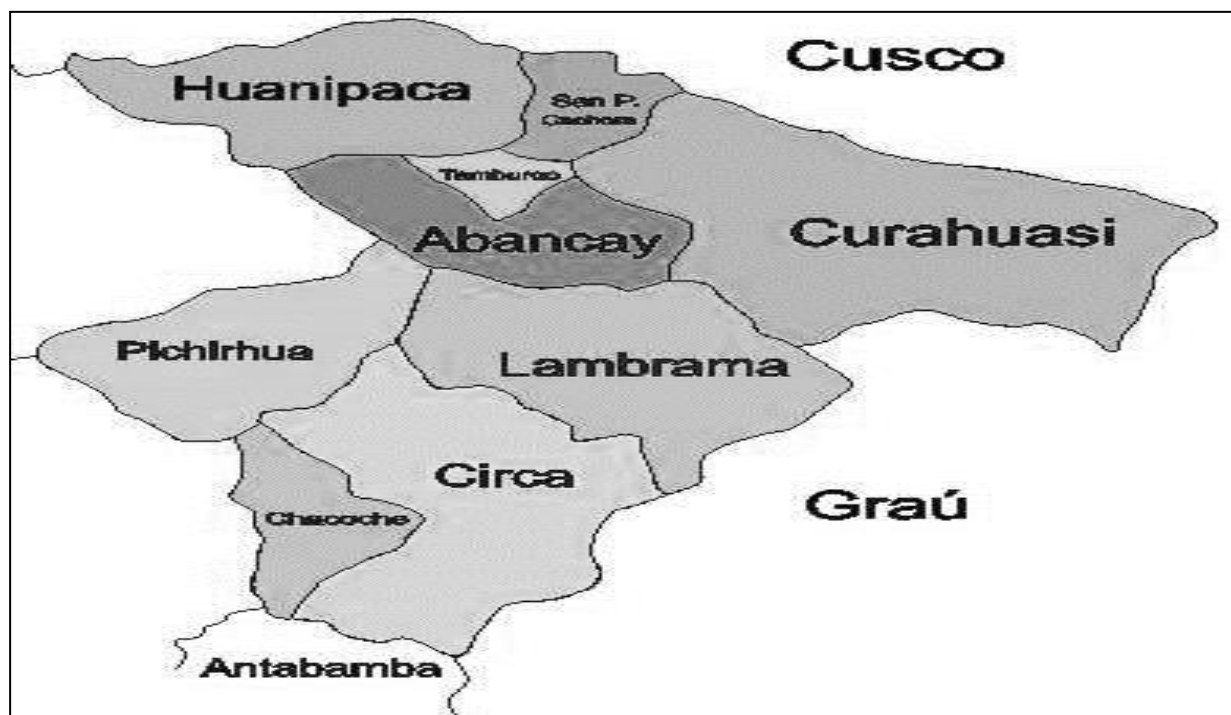 Cusco
Huanipaca
San P.
Cachora
Tamburco
Abancay
Curahuasi
Pichirhua
Lambrama
Circa
Chacoche
Graú
Antabamba